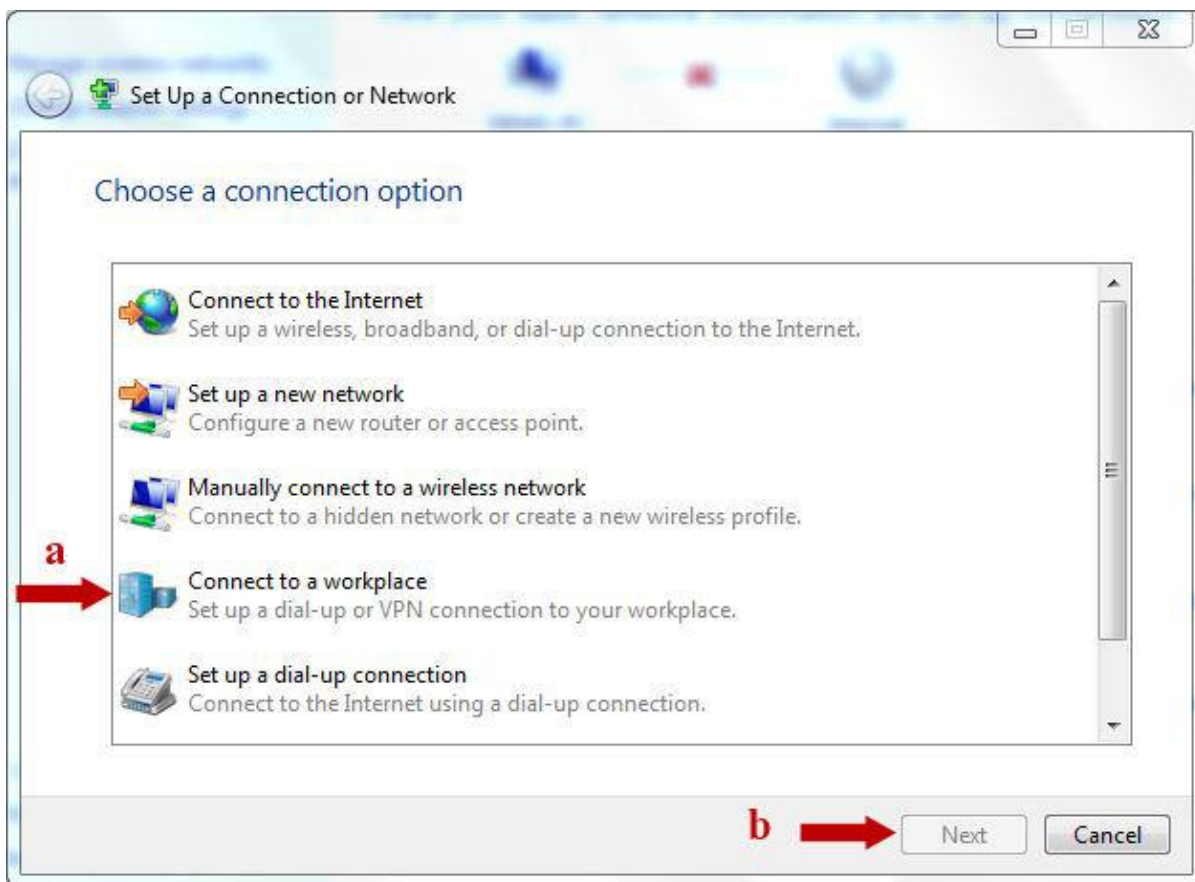 Set Up a Connection or Network
Choose a connection option
Connect to the Internet
Set up a wireless, broadband, or dial-up connection to the Internet.
Set up a new network
Configure a new router or access point.
Manually connect to a wireless network
Connect to a hidden network or create a new wireless profile.
a
Connect to a workplace
Set up a dial-up or VPN connection to your workplace.
Set up a dial-up connection
Connect to the Internet using a dial-up connection.
b
Next
Cancel